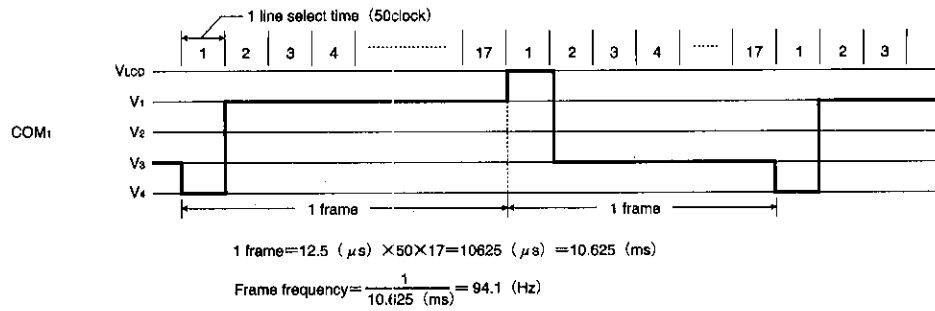 1 line select time (50clock)
1 2 3 4 ·················· 17 1 2 3 4 ······ 17 1 2 3
VLCD
V1
COM1 V2
V3
V4
1 frame 1 frame
1 frame=12.5 (μs) ×50×17=10625 (μs) =10.625 (ms)
Frame frequency= 1 / 10.625 (ms) = 94.1 (Hz)